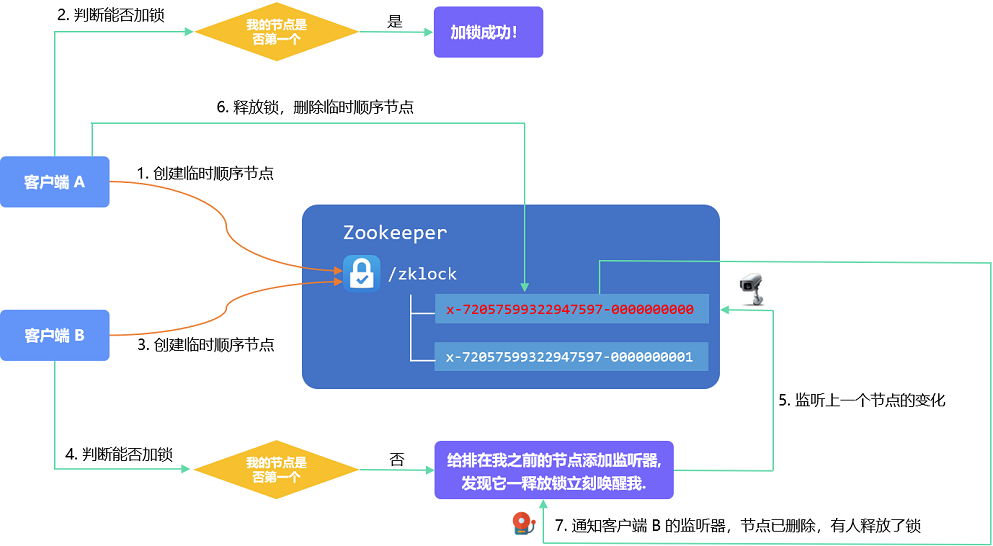 2. 判断能否加锁
我的节点是
否第一个
是
加锁成功！
6. 释放锁，删除临时顺序节点
客户端 A
1. 创建临时顺序节点
Zookeeper
/zklock
x-72057599322947597-0000000000
客户端 B
3. 创建临时顺序节点
x-72057599322947597-0000000001
5. 监听上一个节点的变化
4. 判断能否加锁
我的节点是
否第一个
否
给排在我之前的节点添加监听器,
发现它一释放锁立刻唤醒我.
7. 通知客户端 B 的监听器，节点已删除，有人释放了锁